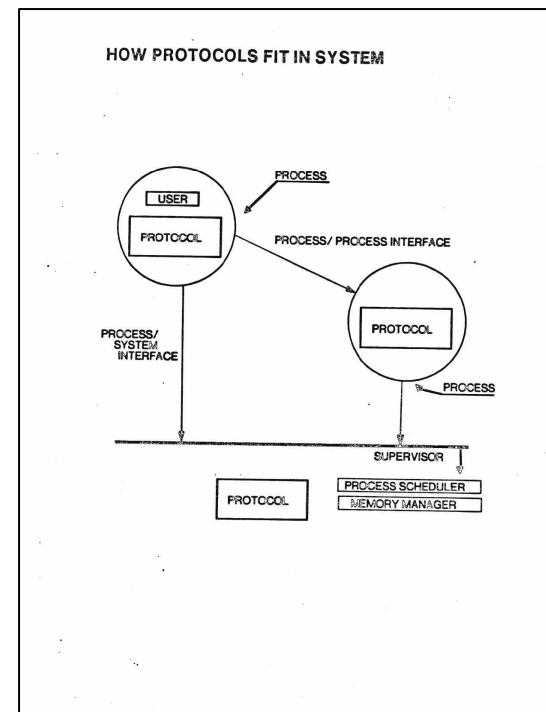 HOW PROTOCOLS FIT IN SYSTEM
PROCESS
USER
PROTOCOL
PROCESS/ PROCESS INTERFACE
PROTOCOL
PROCESS/
SYSTEM
INTERFACE
PROCESS
SUPERVISOR
PROTOCOL
PROCESS SCHEDULER
MEMORY MANAGER